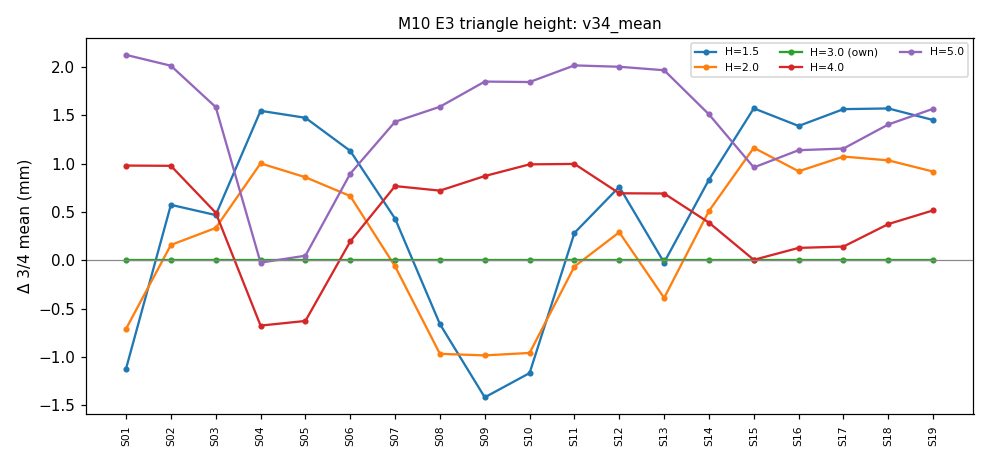 M10 E3 triangle height: v34_mean
H=1.5 H=3.0 (own) H=5.0
H=2.0 H=4.0
Δ 3/4 mean (mm)
2.0
1.5
1.0
0.5
0.0
−0.5
−1.0
−1.5
S01 S02 S03 S04 S05 S06 S07 S08 S09 S10 S11 S12 S13 S14 S15 S16 S17 S18 S19